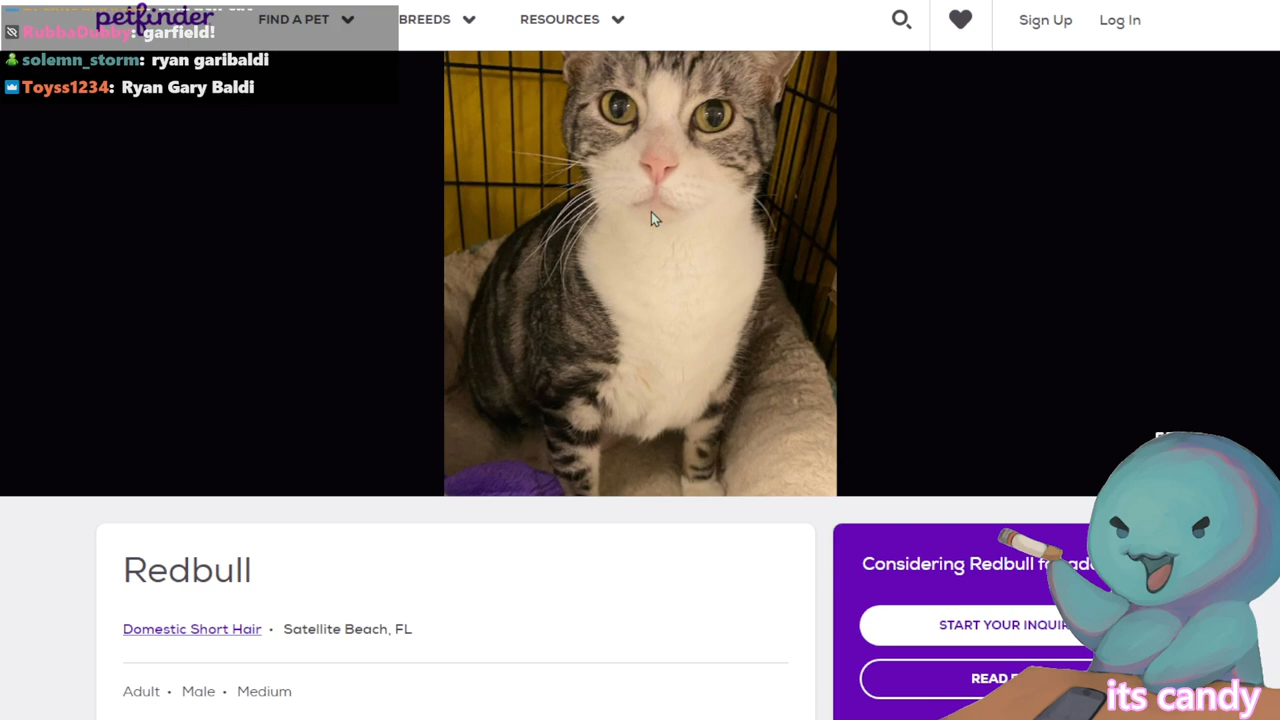 petfinder
FIND A PET
BREEDS
RESOURCES
Sign Up
Log In
RubbaDubby: garfield!
solemn_storm: ryan garibaldi
Toyss1234: Ryan Gary Baldi
Redbull
Domestic Short Hair • Satellite Beach, FL
Adult • Male • Medium
Considering Redbull
START YOUR
READ
its candy